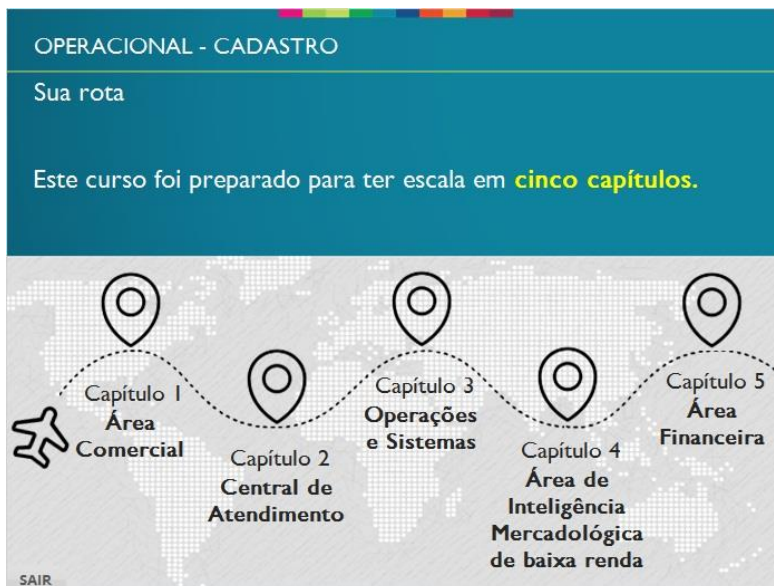 OPERACIONAL - CADASTRO
Sua rota
Este curso foi preparado para ter escala em cinco capítulos.
Capítulo 1
Área
Comercial
Capítulo 2
Central de
Atendimento
Capítulo 3
Operações
e Sistemas
Capítulo 4
Área de
Inteligência
Mercadológica
de baixa renda
Capítulo 5
Área
Financeira
SAIR